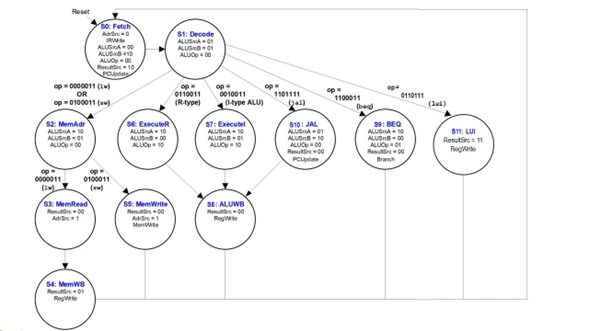 Reset
S0: Fetch
AdrSrc = 0
IRWrite
ALUSrcA = 00
ALUSrcB =10
ALUOp = 00
ResultSrc = 10
PCUpdate
S1: Decode
ALUSrcA = 01
ALUSrcB = 01
ALUOp = 00
op = 0000011 (lw)
OR
op = 0100011 (sw)
op =
0110011
(R-type)
op =
0010011
(I-type ALU)
op =
1101111
(jal)
op =
1100011
(beq)
op=
0110111
(lui)
S2: MemAdr
ALUSrcA = 10
ALUSrcB = 01
ALUOp = 00
S6: ExecuteR
ALUSrcA = 10
ALUSrcB = 00
ALUOp = 10
S7: ExecuteI
ALUSrcA = 10
ALUSrcB = 01
ALUOp = 10
S10: JAL
ALUSrcA = 01
ALUSrcB = 10
ALUOp = 00
ResultSrc = 00
PCUpdate
S9: BEQ
ALUSrcA = 10
ALUSrcB = 00
ALUOp = 01
ResultSrc = 00
Branch
S11: LUI
ResultSrc = 11
RegWrite
op =
0000011
(lw)
op =
0100011
(sw)
S3: MemRead
ResultSrc = 00
AdrSrc = 1
S5: MemWrite
ResultSrc = 00
AdrSrc = 1
MemWrite
S8: ALUWB
ResultSrc = 00
RegWrite
S4: MemWB
ResultSrc = 01
RegWrite